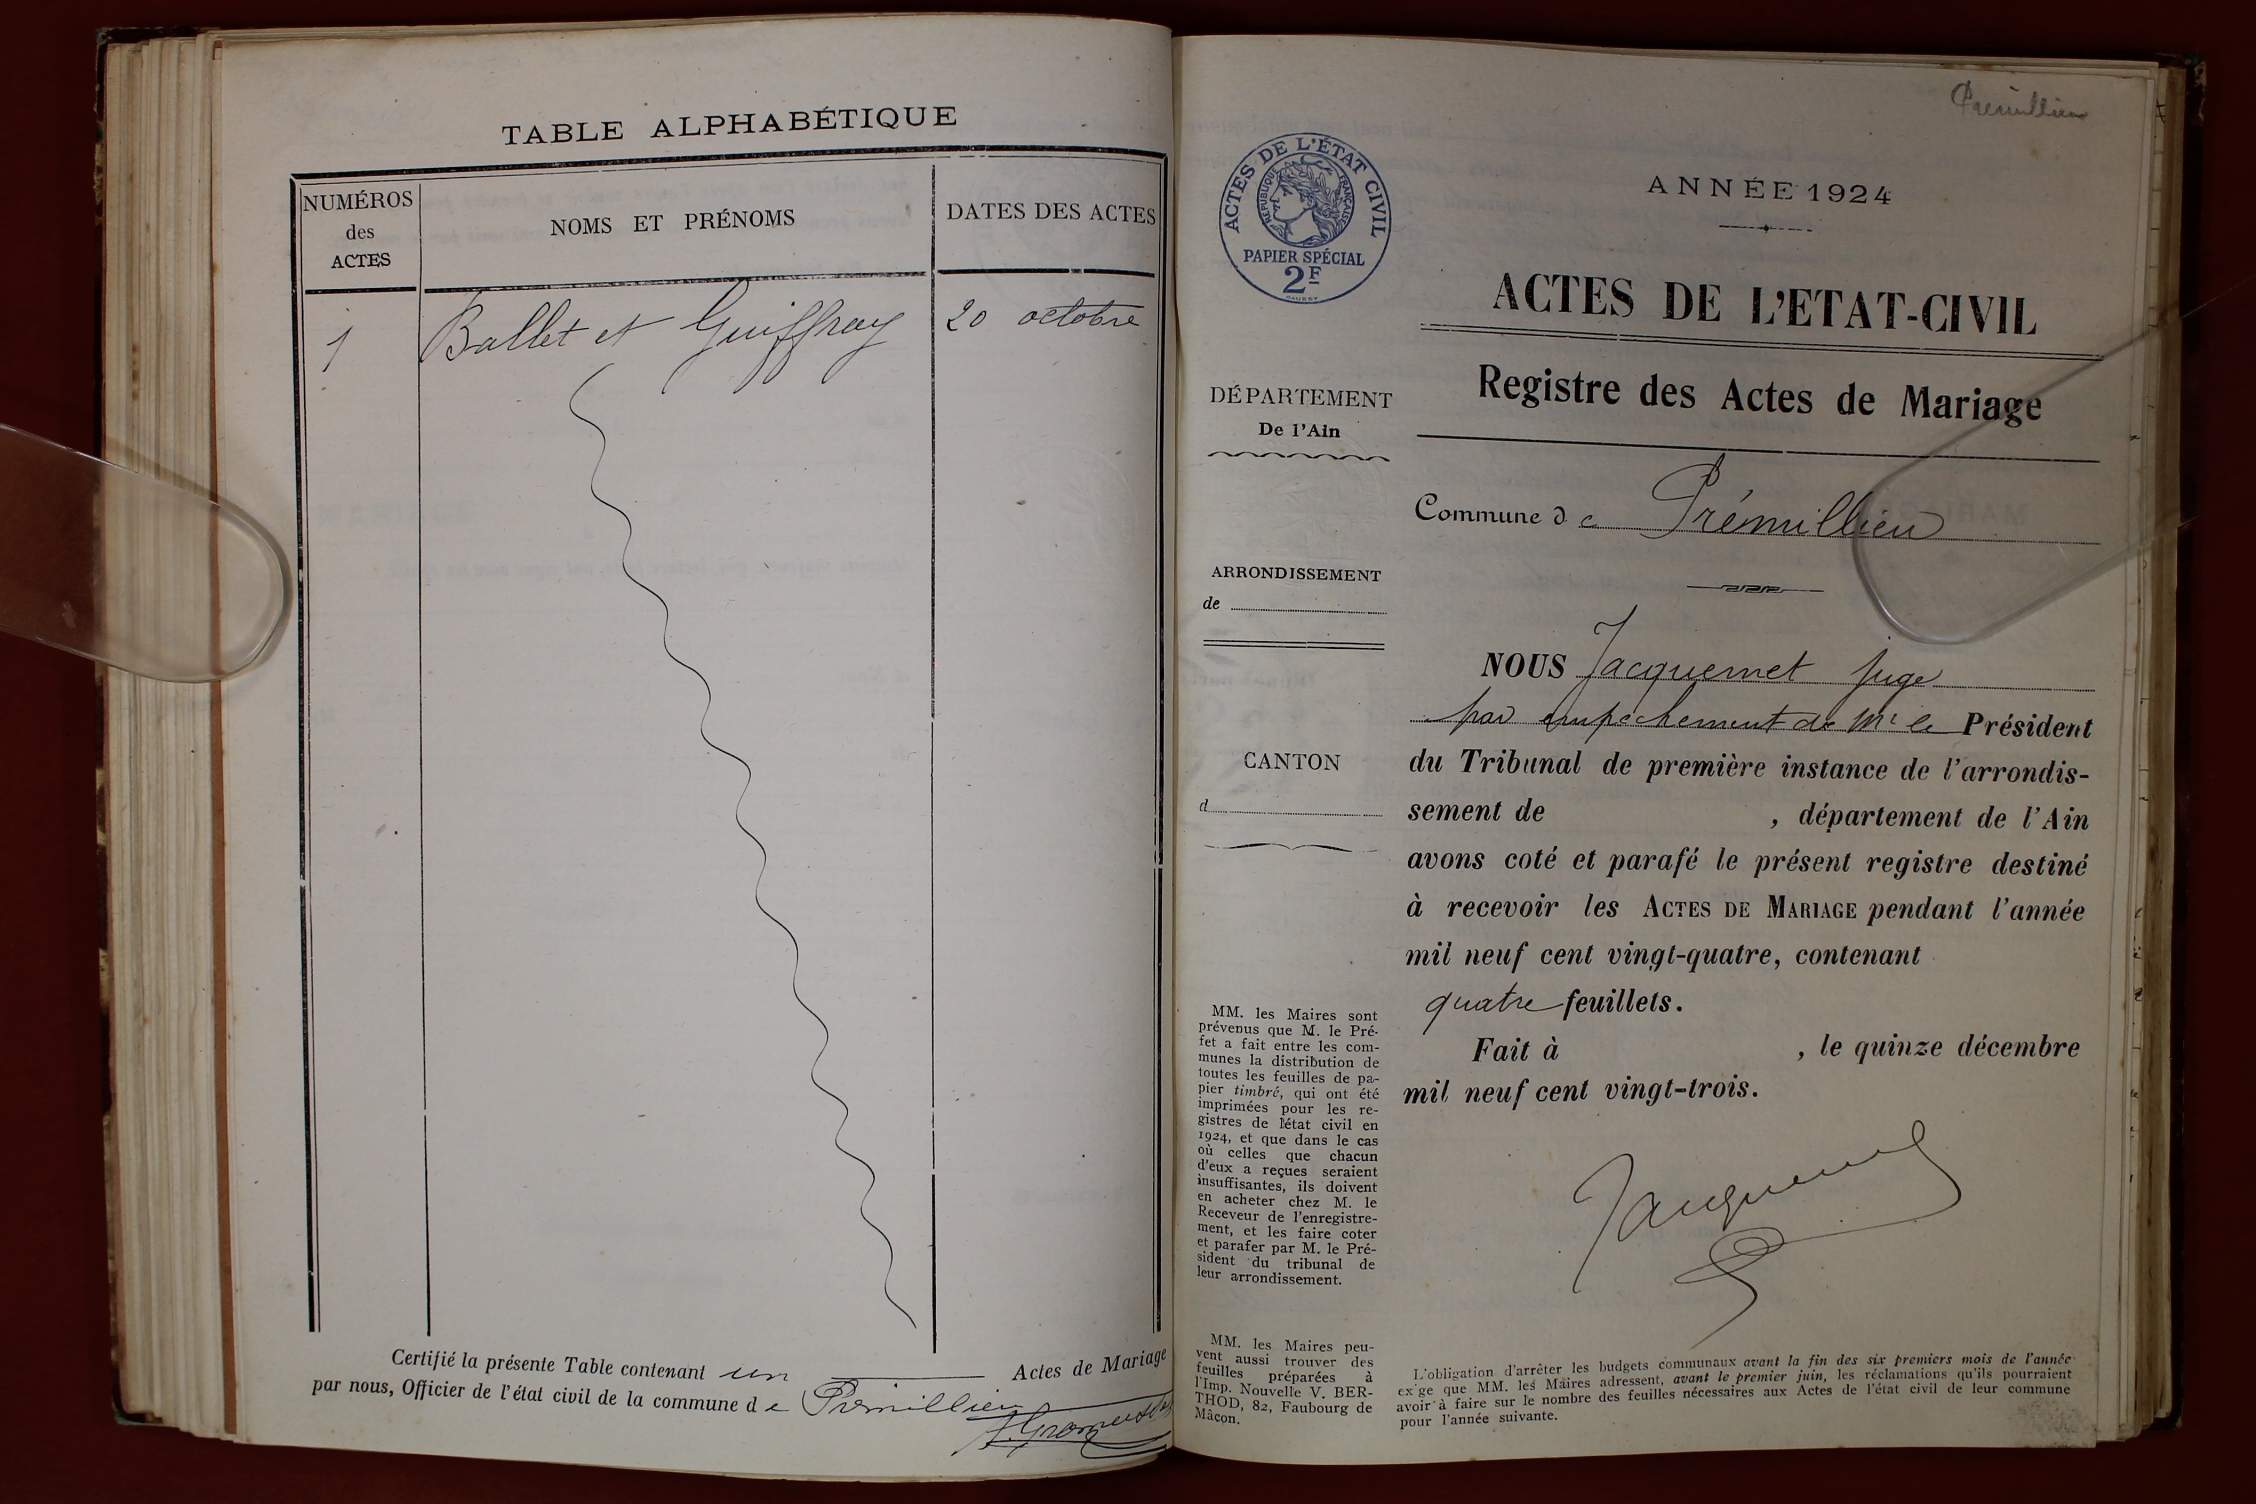 TABLE ALPHABÉTIQUE
NUMÉROS
des
ACTES
NOMS ET PRÉNOMS
DATES DES ACTES
1
Ballet et Guiffray
20 octobre
Certifié la présente Table contenant un Actes de Mariage
par nous, Officier de l'état civil de la commune de Prémillieu
Premillieu
ACTES DE L'ÉTAT CIVIL
RÉPUBLIQUE FRANÇAISE
PAPIER SPÉCIAL
2F
ANNÉE 1924
ACTES DE L'ETAT-CIVIL
Registre des Actes de Mariage
DÉPARTEMENT
De l'Ain
Commune de Prémillieu
ARRONDISSEMENT
de
CANTON
d
NOUS Jacquemet juge
par empêchement de Mr le Président
du Tribunal de première instance de l'arrondis-
sement de , département de l'Ain
avons coté et parafé le présent registre destiné
à recevoir les ACTES DE MARIAGE pendant l'année
mil neuf cent vingt-quatre, contenant
quatre feuillets.
Fait à , le quinze décembre
mil neuf cent vingt-trois.
Jacquemet
MM. les Maires sont
prévenus que M. le Pré-
fet a fait entre les com-
munes la distribution de
toutes les feuilles de pa-
pier timbré, qui ont été
imprimées pour les re-
gistres de l'état civil en
1924, et que dans le cas
où celles que chacun
d'eux a reçues seraient
insuffisantes, ils doivent
en acheter chez M. le
Receveur de l'enregistre-
ment, et les faire coter
et parafer par M. le Pré-
sident du tribunal de
leur arrondissement.
MM. les Maires peu-
vent aussi trouver des
feuilles préparées à
l'Imp. Nouvelle V. BER-
THOD, 82, Faubourg de
Mâcon.
L'obligation d'arrêter les budgets communaux avant la fin des six premiers mois de l'année
ex ge que MM. les Maires adressent, avant le premier juin, les réclamations qu'ils pourraient
avoir à faire sur le nombre des feuilles nécessaires aux Actes de l'état civil de leur commune
pour l'année suivante.